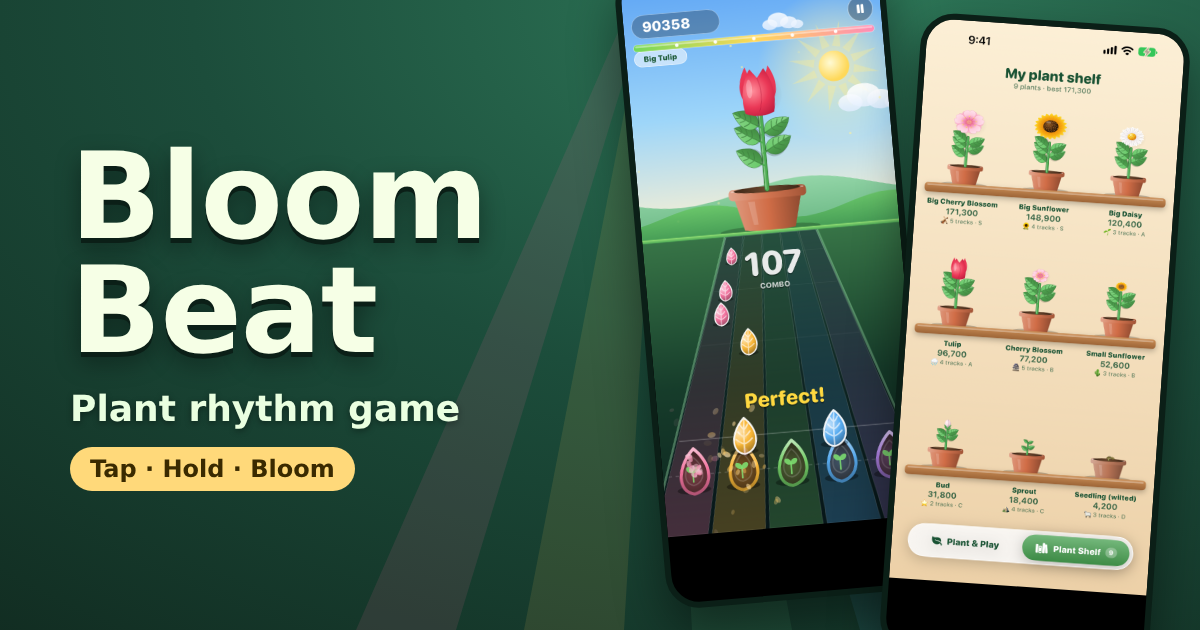 Bloom
Beat
Plant rhythm game
Tap · Hold · Bloom
90358
Big Tulip
107
COMBO
Perfect!
9:41
My plant shelf
9 plants · best 171,300
Big Cherry Blossom
171,300
5 tracks · S
Big Sunflower
148,900
4 tracks · S
Big Daisy
120,400
3 tracks · A
Tulip
96,700
4 tracks · A
Cherry Blossom
77,200
5 tracks · B
Small Sunflower
52,600
3 tracks · B
Bud
31,800
2 tracks · C
Sprout
18,400
4 tracks · C
Seedling (wilted)
4,200
3 tracks · D
Plant & Play
Plant Shelf 9